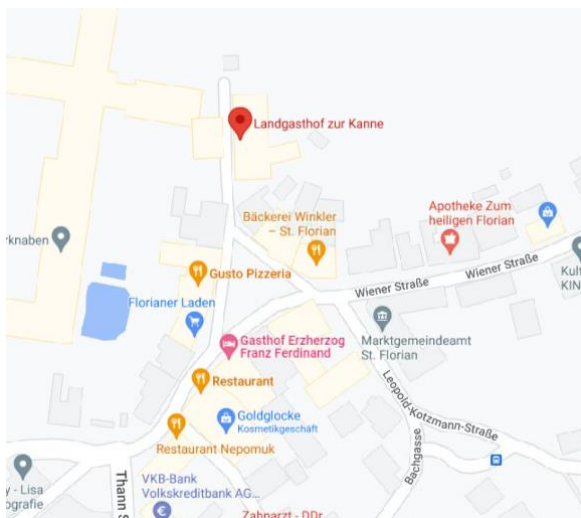 Landgasthof zur Kanne
Bäckerei Winkler
– St. Florian
Apotheke Zum
heiligen Florian
rknaben
Gusto Pizzeria
Wiener Straße
Wiener Straße
Kult
KIN
Florianer Laden
Marktgemeindeamt
St. Florian
Gasthof Erzherzog
Franz Ferdinand
Restaurant
Leopold-Kotzmann-Straße
Goldglocke
Kosmetikgeschäft
Restaurant Nepomuk
Bachgasse
y - Lisa
ografie
Thann S
VKB-Bank
Volkskreditbank AG...
Zahnarzt - DDr